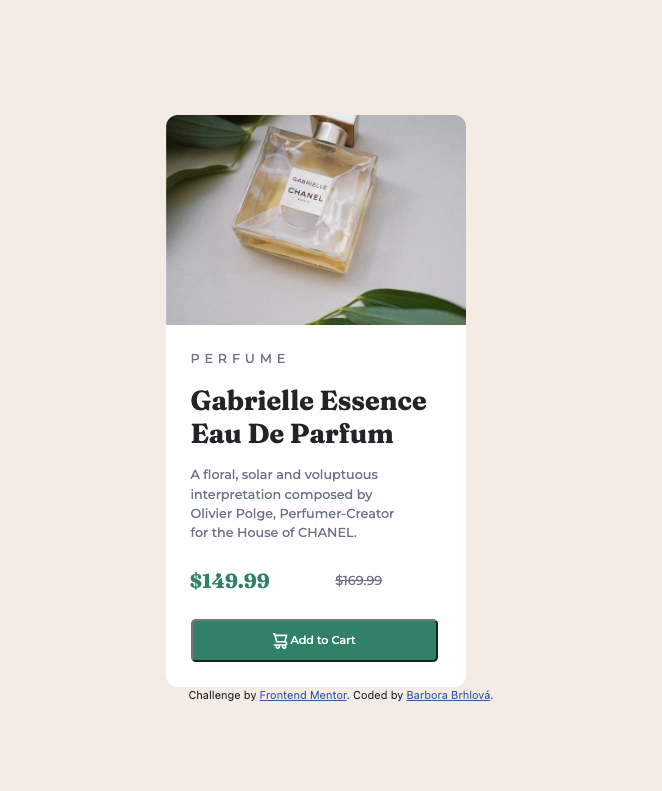 GABRIELLE
CHANEL
PARIS
PERFUME
Gabrielle Essence
Eau De Parfum
A floral, solar and voluptuous
interpretation composed by
Olivier Polge, Perfumer-Creator
for the House of CHANEL.
$149.99 $169.99
Add to Cart
Challenge by Frontend Mentor. Coded by Barbora Brhlová.